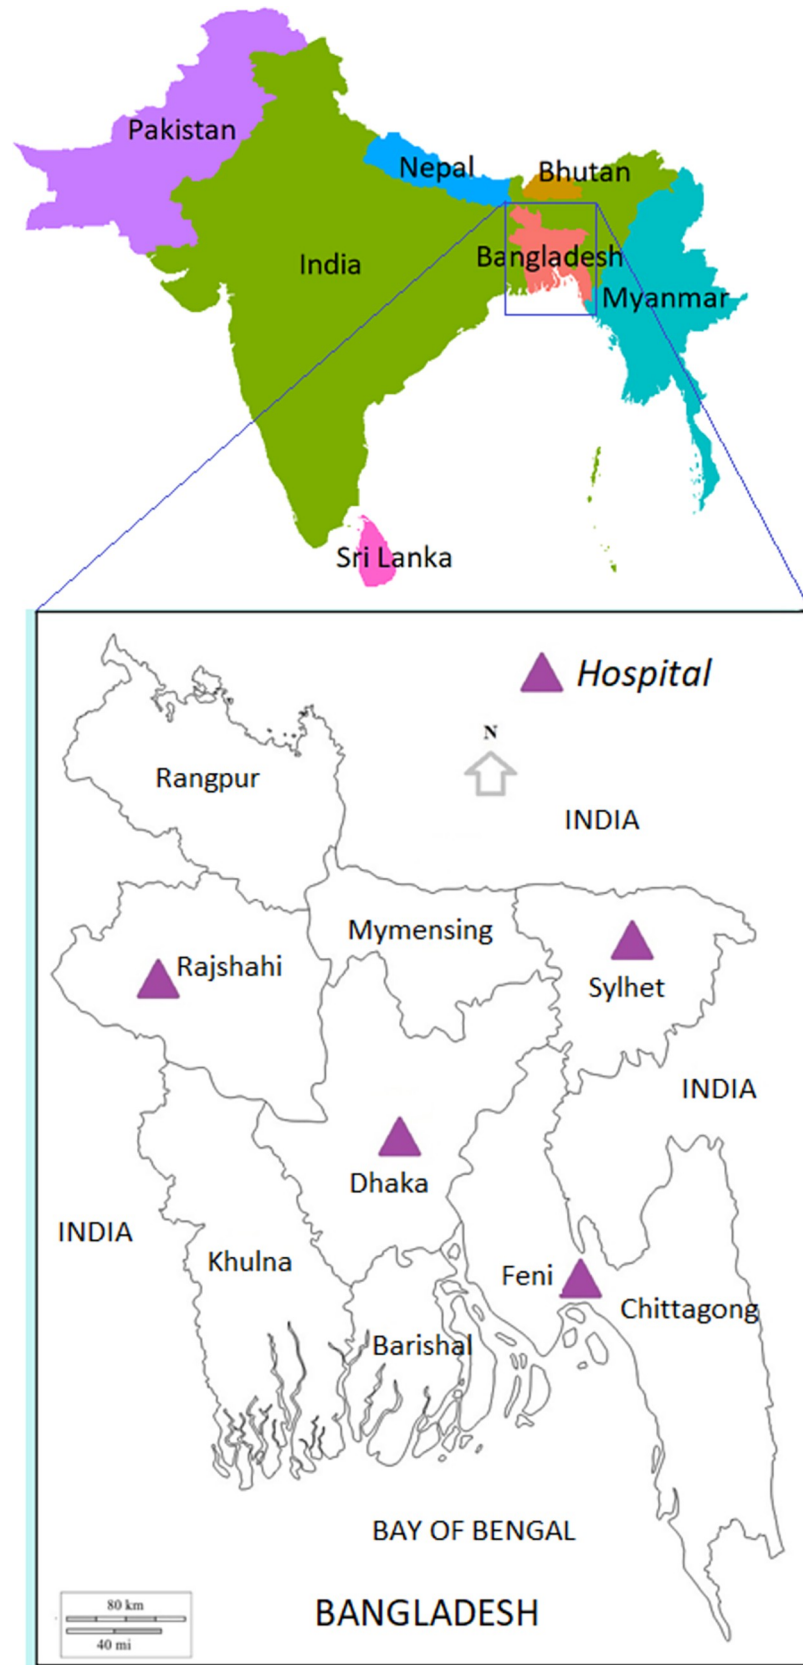 Pakistan
Nepal
Bhutan
India
Bangladesh
Myanmar
Sri Lanka
Hospital
N
Rangpur
INDIA
Mymensing
Rajshahi
Sylhet
INDIA
Dhaka
INDIA
Khulna
Feni
Chittagong
Barishal
BAY OF BENGAL
80 km
40 mi
BANGLADESH